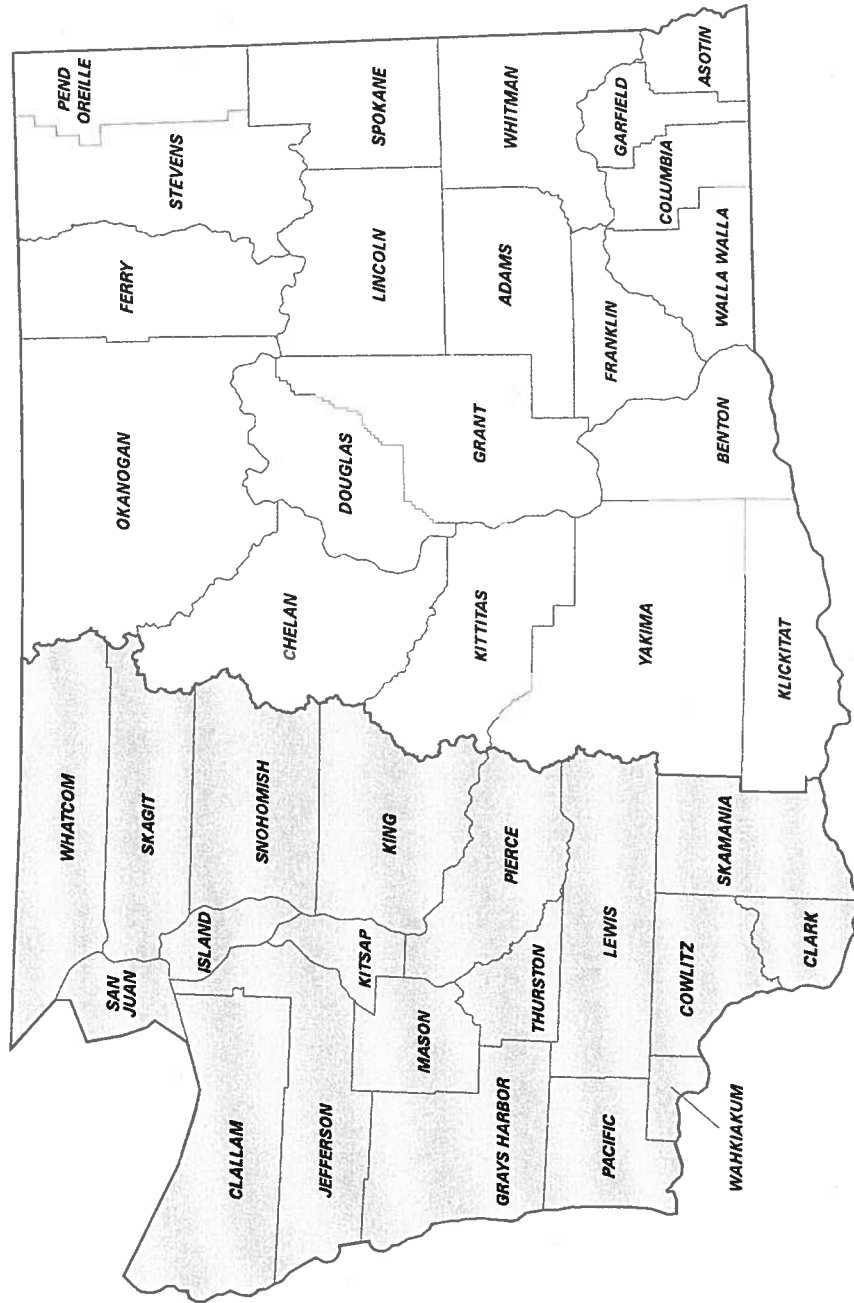 WHATCOM
SAN
JUAN
SKAGIT
ISLAND
SNOHOMISH
CLALLAM
JEFFERSON
KITSAP
KING
MASON
GRAYS HARBOR
THURSTON
PIERCE
PACIFIC
LEWIS
WAHKIAKUM
COWLITZ
SKAMANIA
CLARK
OKANOGAN
CHELAN
DOUGLAS
KITTITAS
GRANT
YAKIMA
KLICKITAT
BENTON
FERRY
STEVENS
PEND
OREILLE
LINCOLN
SPOKANE
ADAMS
WHITMAN
FRANKLIN
WALLA WALLA
COLUMBIA
GARFIELD
ASOTIN